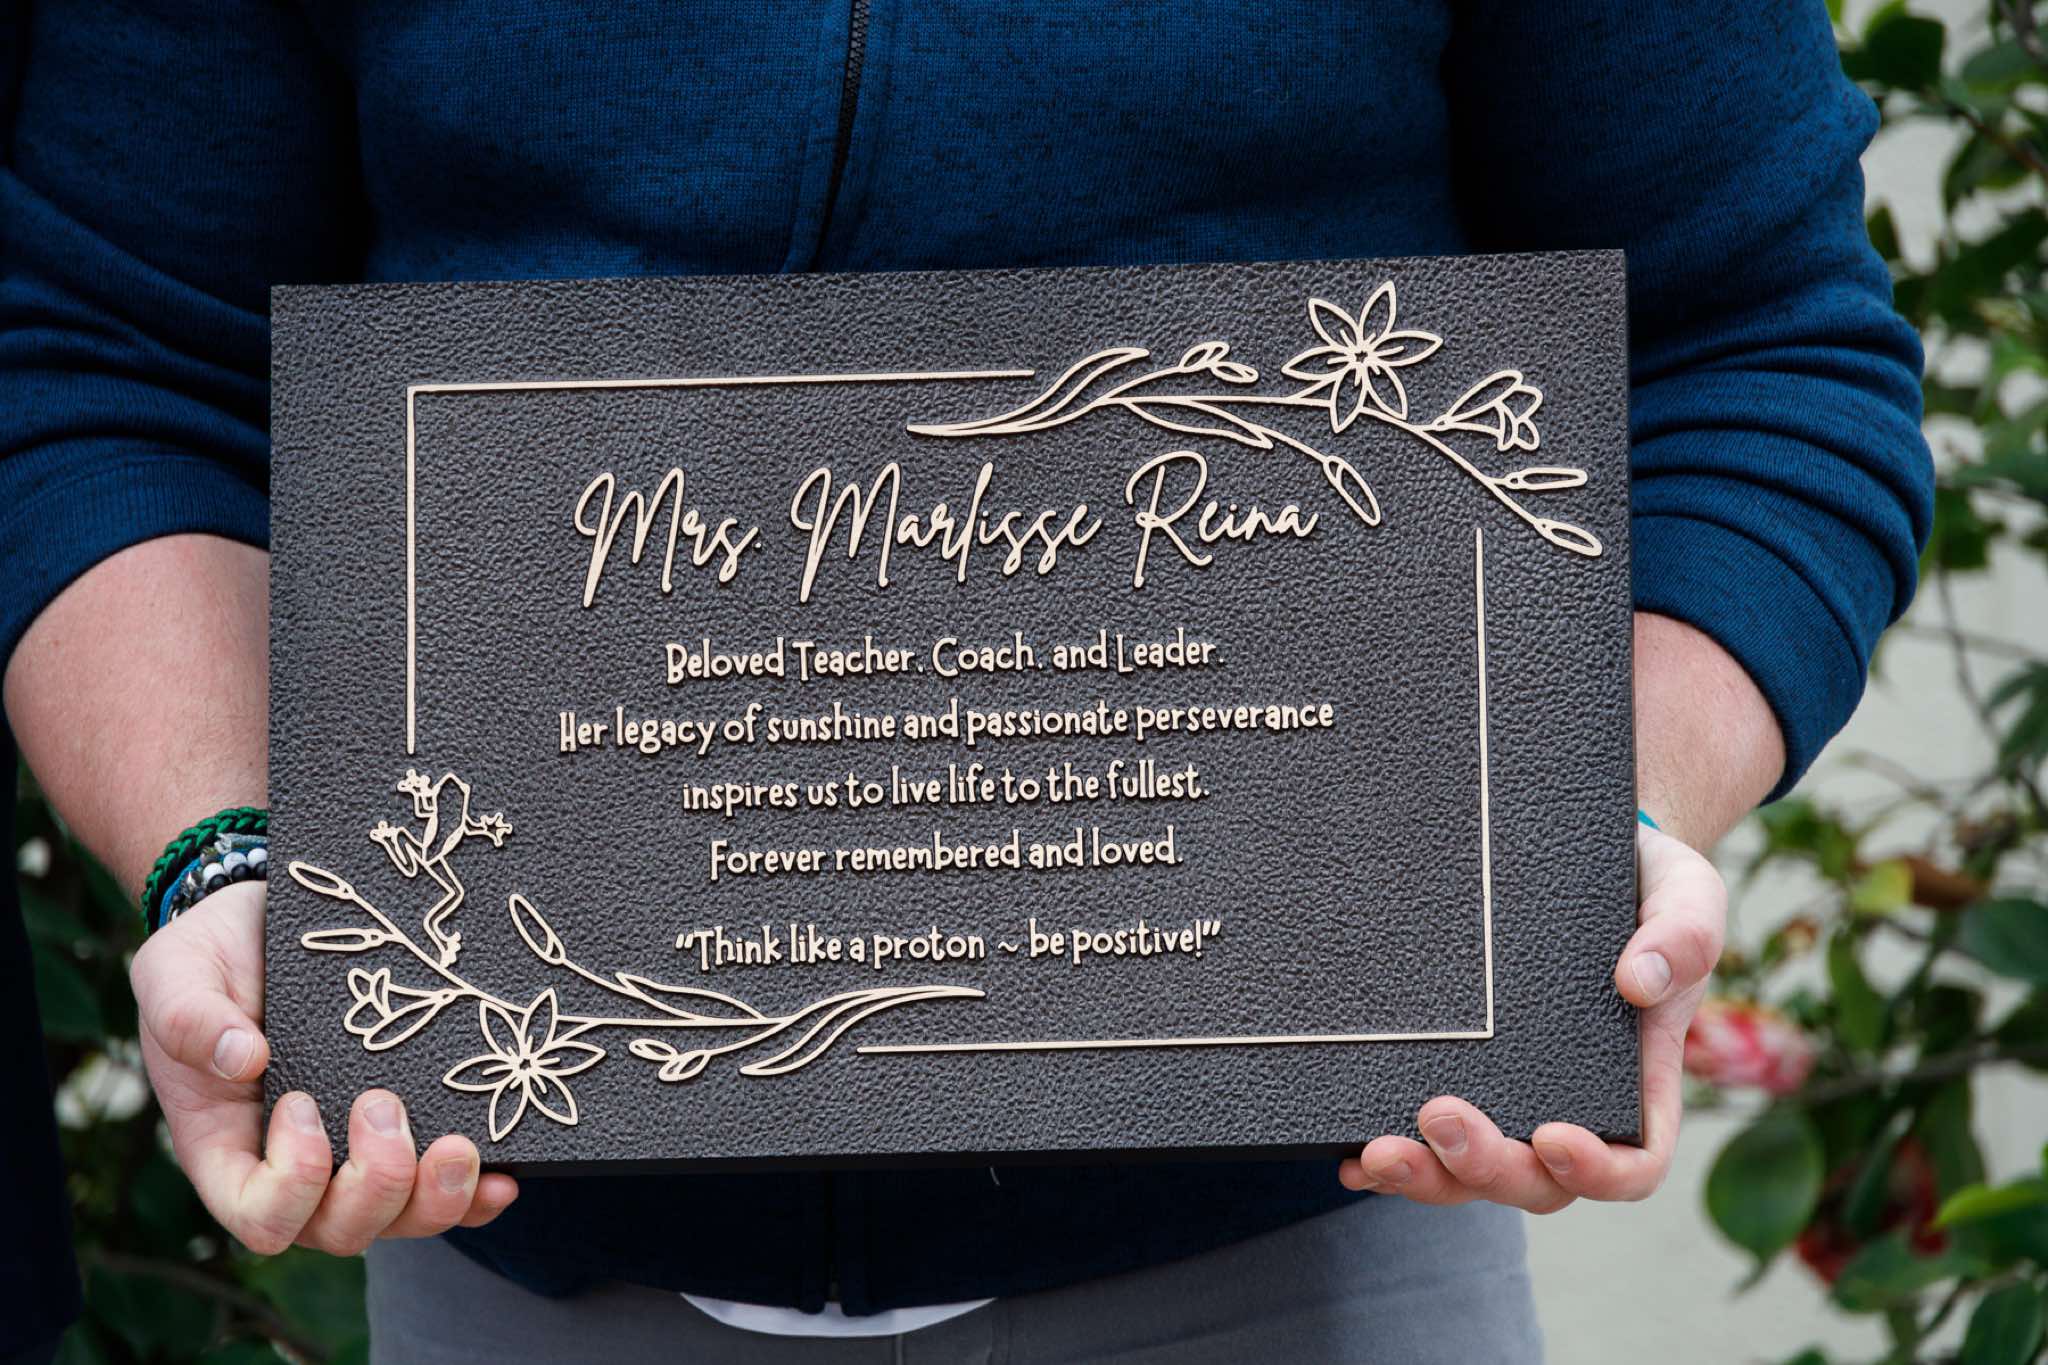 Mrs. Marlisse Reina
Beloved Teacher, Coach, and Leader.
Her legacy of sunshine and passionate perseverance
inspires us to live life to the fullest.
Forever remembered and loved.
"Think like a proton ~ be positive!"